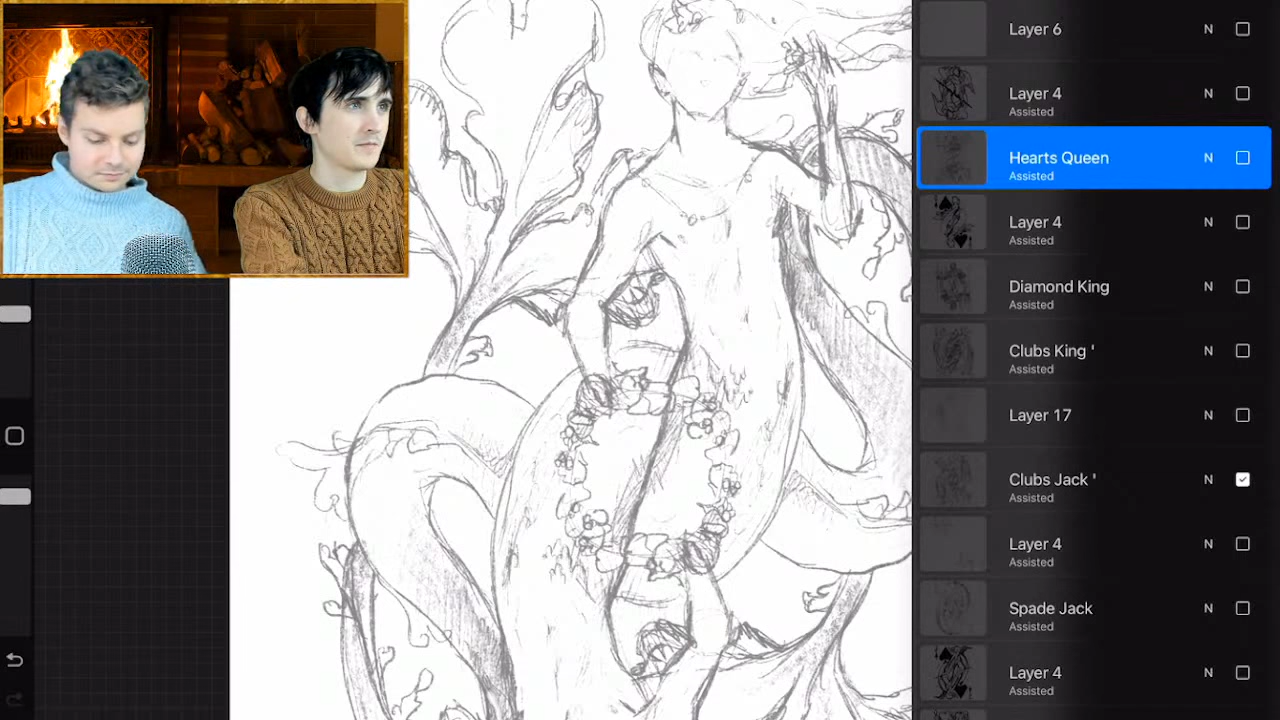 Layer 6 N
Layer 4 N
Assisted
Hearts Queen N
Assisted
Layer 4 N
Assisted
Diamond King N
Assisted
Clubs King ' N
Assisted
Layer 17 N
Clubs Jack ' N
Assisted
Layer 4 N
Assisted
Spade Jack N
Assisted
Layer 4 N
Assisted